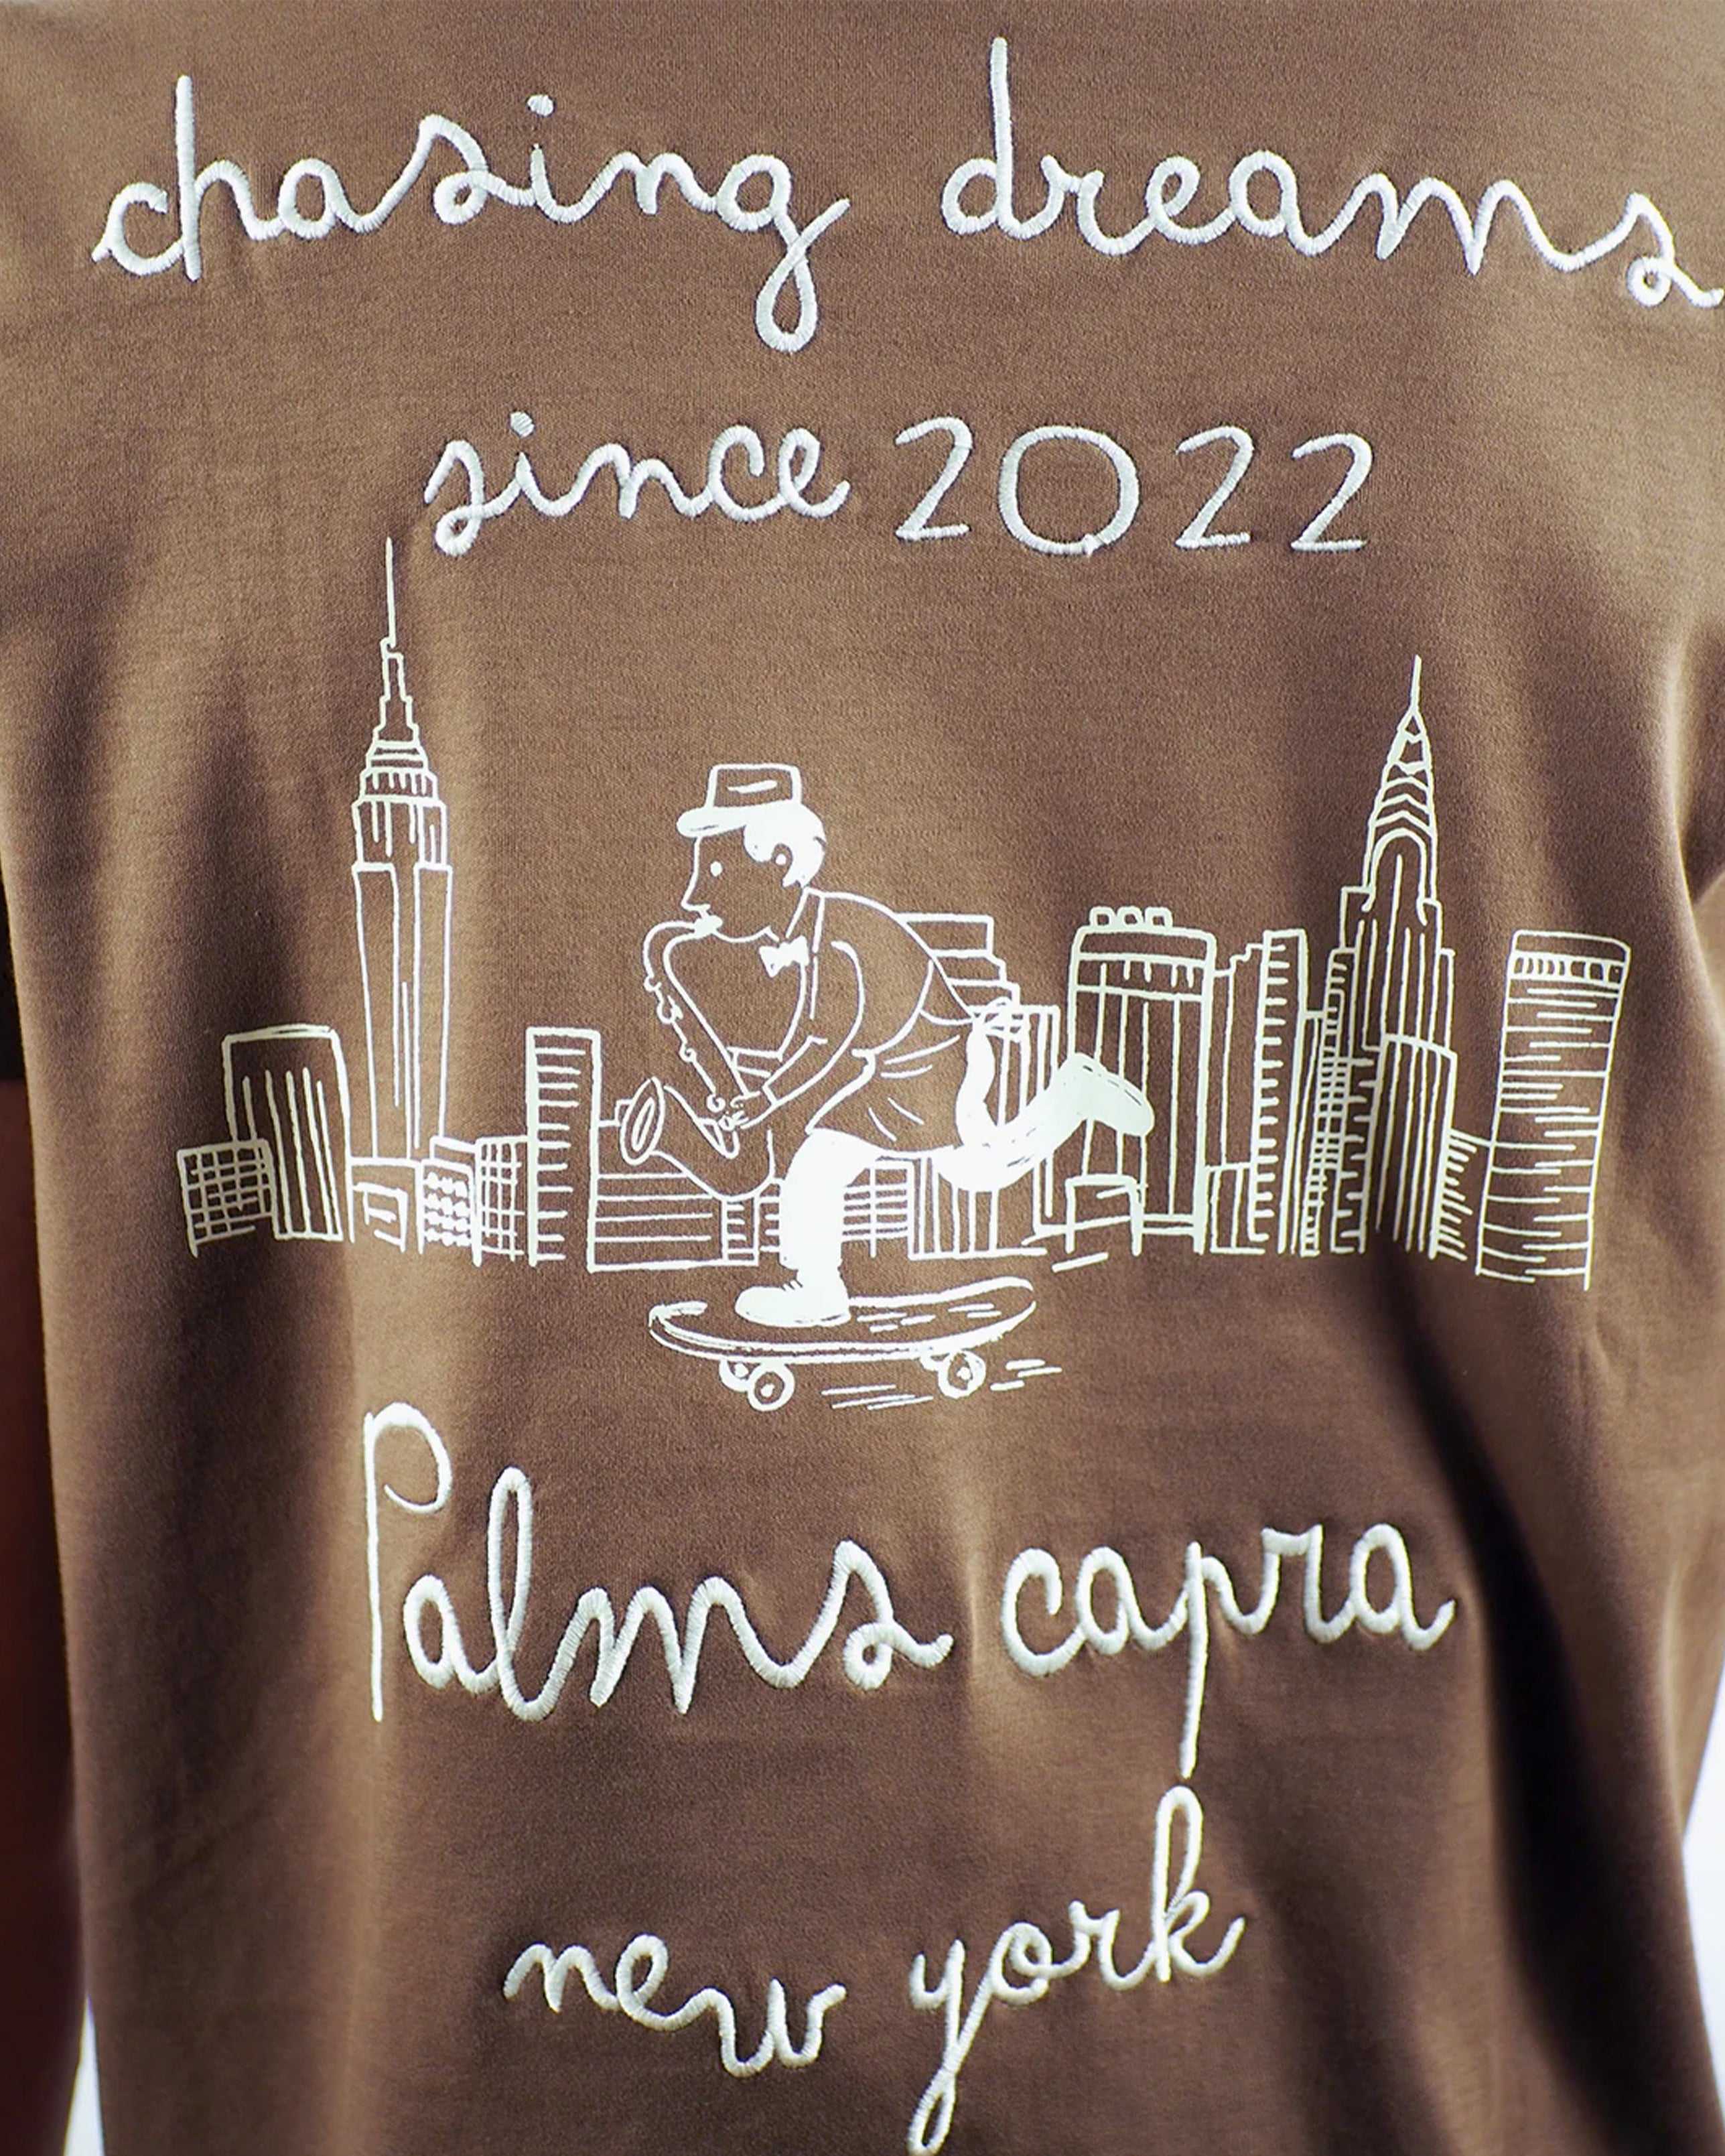 chasing dreams
since 2022
Palms capra
new york